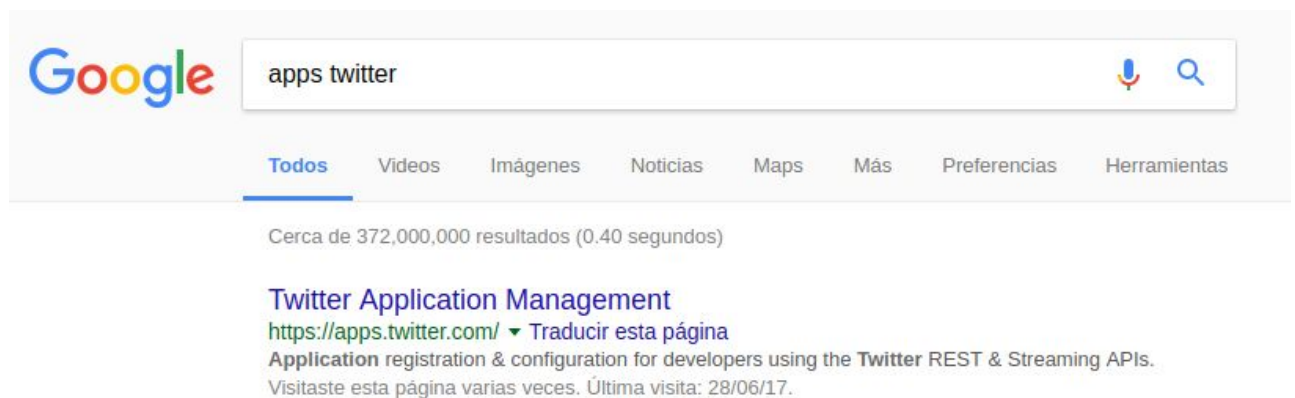 Google
apps twitter
Todos Videos Imágenes Noticias Maps Más Preferencias Herramientas
Cerca de 372,000,000 resultados (0.40 segundos)
Twitter Application Management
https://apps.twitter.com/ ▾ Traducir esta página
Application registration & configuration for developers using the Twitter REST & Streaming APIs.
Visitaste esta página varias veces. Última visita: 28/06/17.